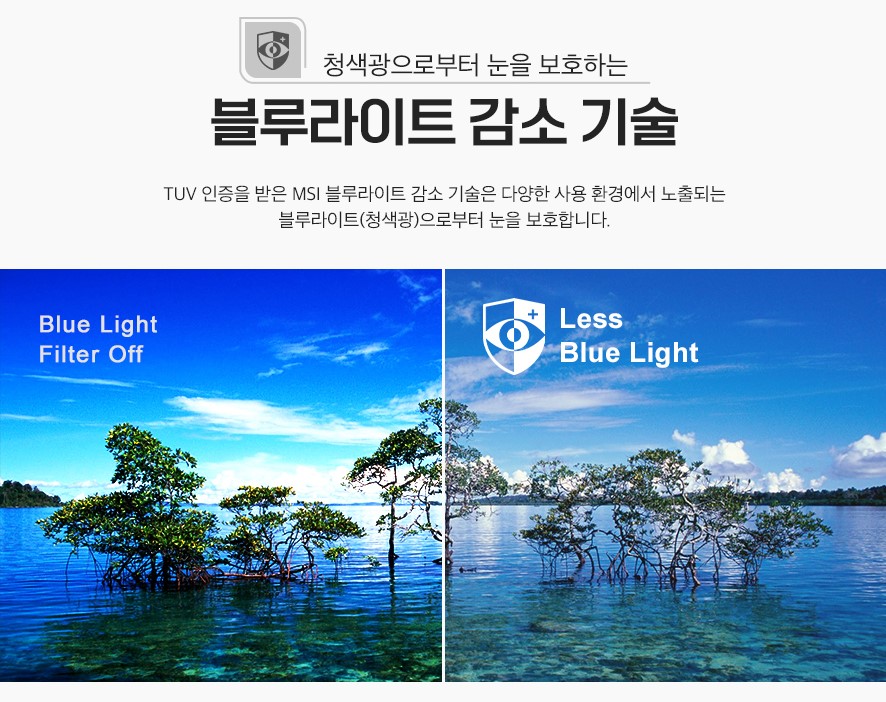 청색광으로부터 눈을 보호하는
블루라이트 감소 기술
TUV 인증을 받은 MSI 블루라이트 감소 기술은 다양한 사용 환경에서 노출되는
블루라이트(청색광)으로부터 눈을 보호합니다.
Blue Light
Filter Off
Less
Blue Light